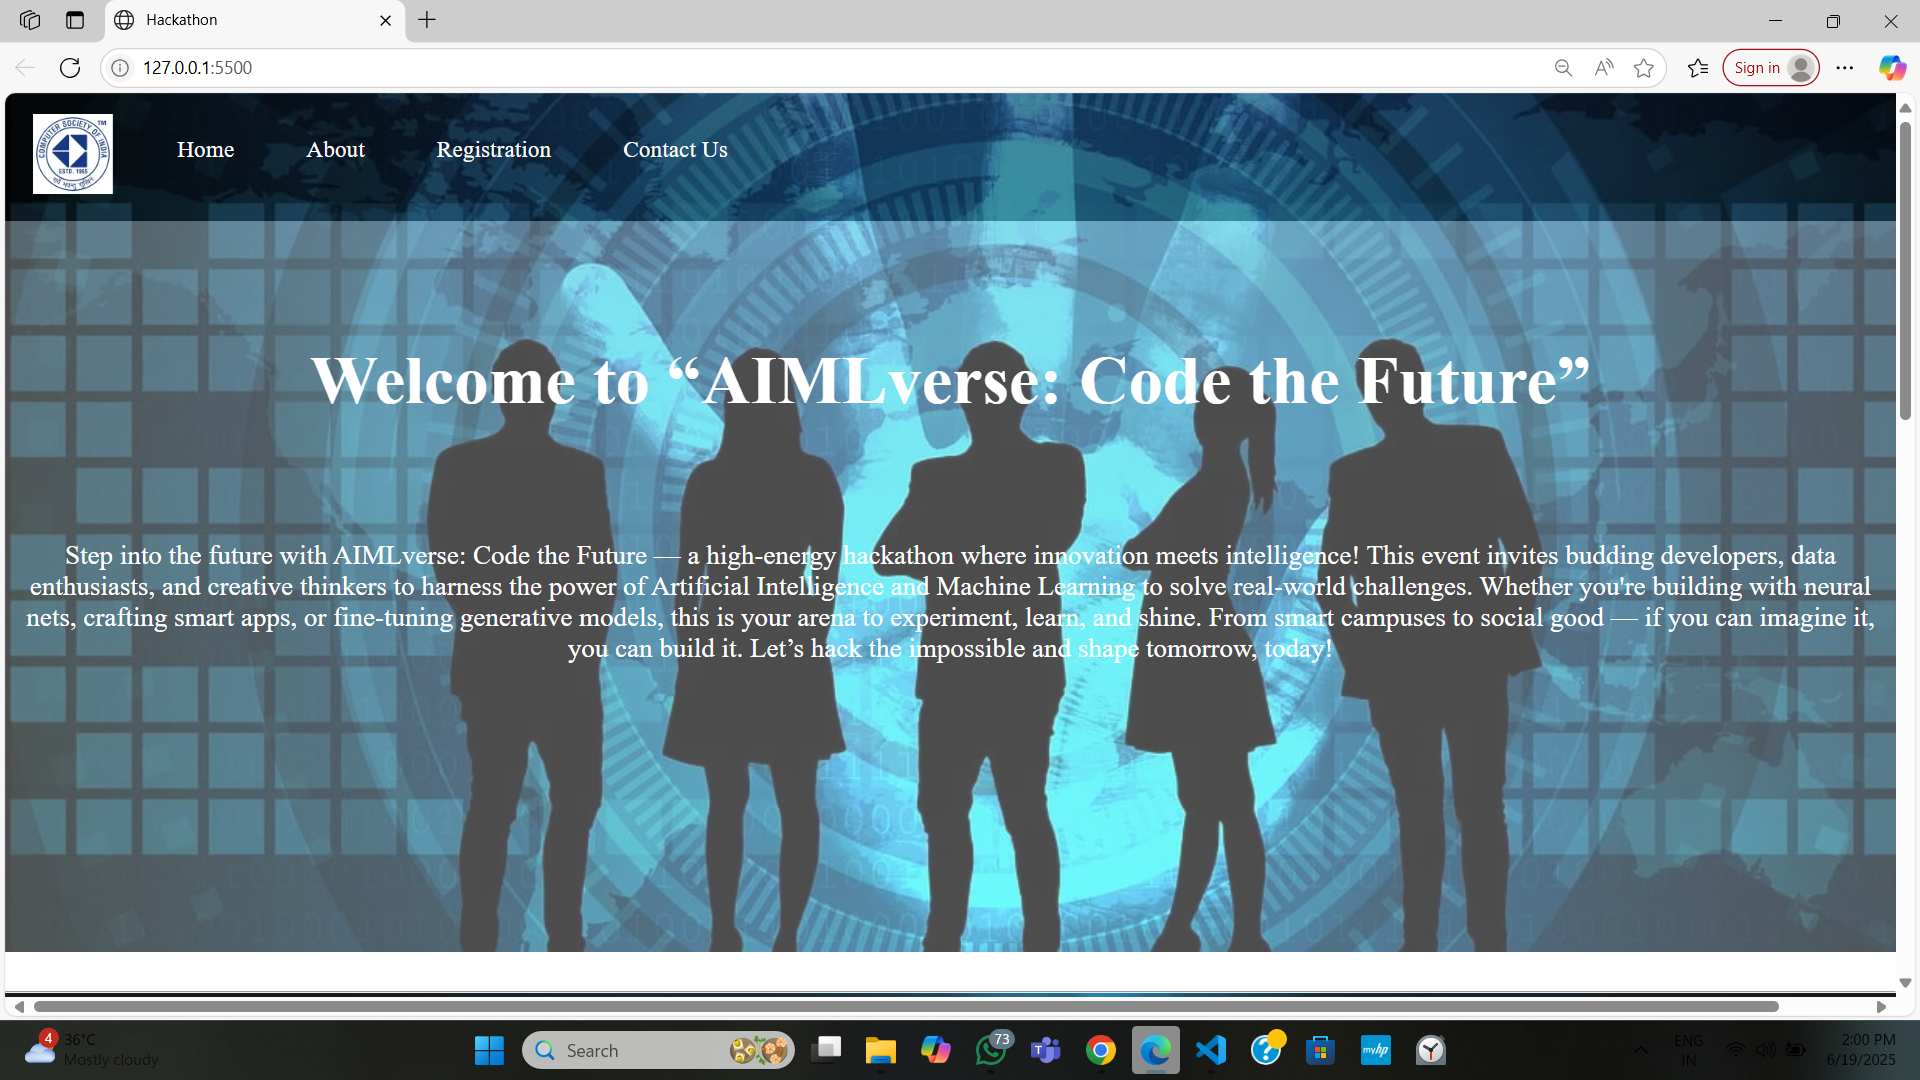 Hackathon
127.0.0.1:5500
Sign in
COMPUTER SOCIETY OF INDIA
TM
ESTD. 1965
Home About Registration Contact Us
Welcome to “AIMLverse: Code the Future”
Step into the future with AIMLverse: Code the Future — a high-energy hackathon where innovation meets intelligence! This event invites budding developers, data
enthusiasts, and creative thinkers to harness the power of Artificial Intelligence and Machine Learning to solve real-world challenges. Whether you're building with neural
nets, crafting smart apps, or fine-tuning generative models, this is your arena to experiment, learn, and shine. From smart campuses to social good — if you can imagine it,
you can build it. Let’s hack the impossible and shape tomorrow, today!
4
36°C
Mostly cloudy
Search
73
myhp
ENG
IN
2:00 PM
6/19/2025